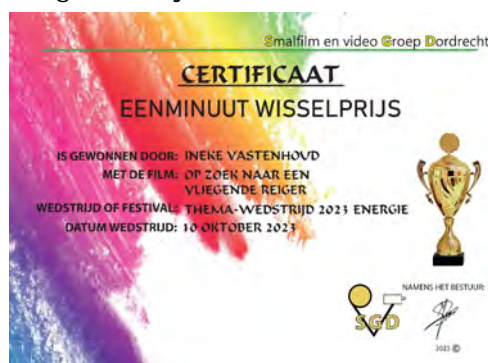 Smalfilm en video Groep Dordrecht
CERTIFICAAT
EENMINUUT WISSELPRIJS
IS GEWONNEN DOOR: INEKE VASTENHOUD
MET DE FILM: OP ZOEK NAAR EEN
VLIEGENDE REIGER
WEDSTRIJD OF FESTIVAL: THEMA-WEDSTRIJD 2023 ENERGIE
DATUM WEDSTRIJD: 10 OKTOBER 2023
NAMENS HET BESTUUR:
SGD
2023 ©